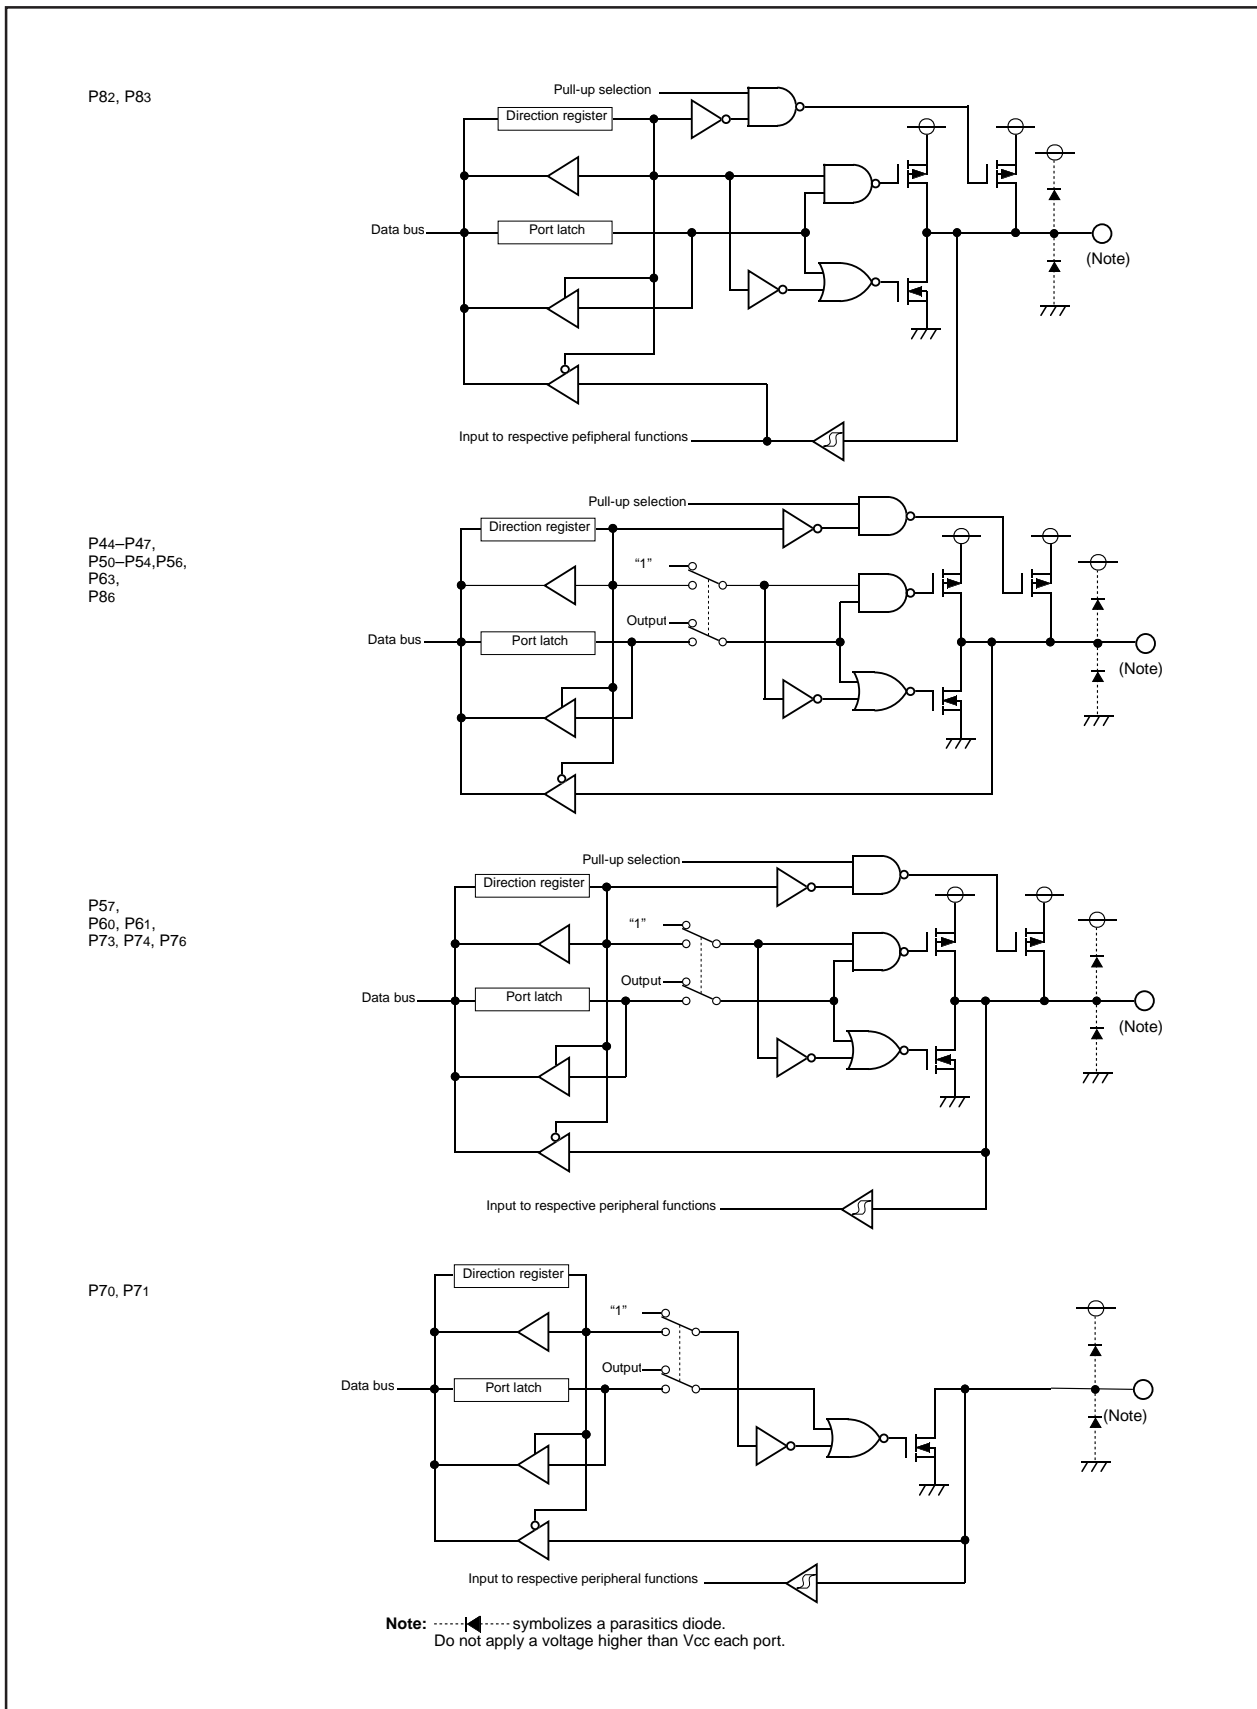 P82, P83
Pull-up selection
Direction register
Data bus
Port latch
(Note)
Input to respective pefipheral functions
P44–P47,
P50–P54,P56,
P63,
P86
Pull-up selection
Direction register
“1”
Output
Data bus
Port latch
(Note)
P57,
P60, P61,
P73, P74, P76
Pull-up selection
Direction register
“1”
Output
Data bus
Port latch
(Note)
Input to respective peripheral functions
P70, P71
Direction register
“1”
Output
Data bus
Port latch
(Note)
Input to respective peripheral functions
Note: symbolizes a parasitics diode.
Do not apply a voltage higher than Vcc each port.